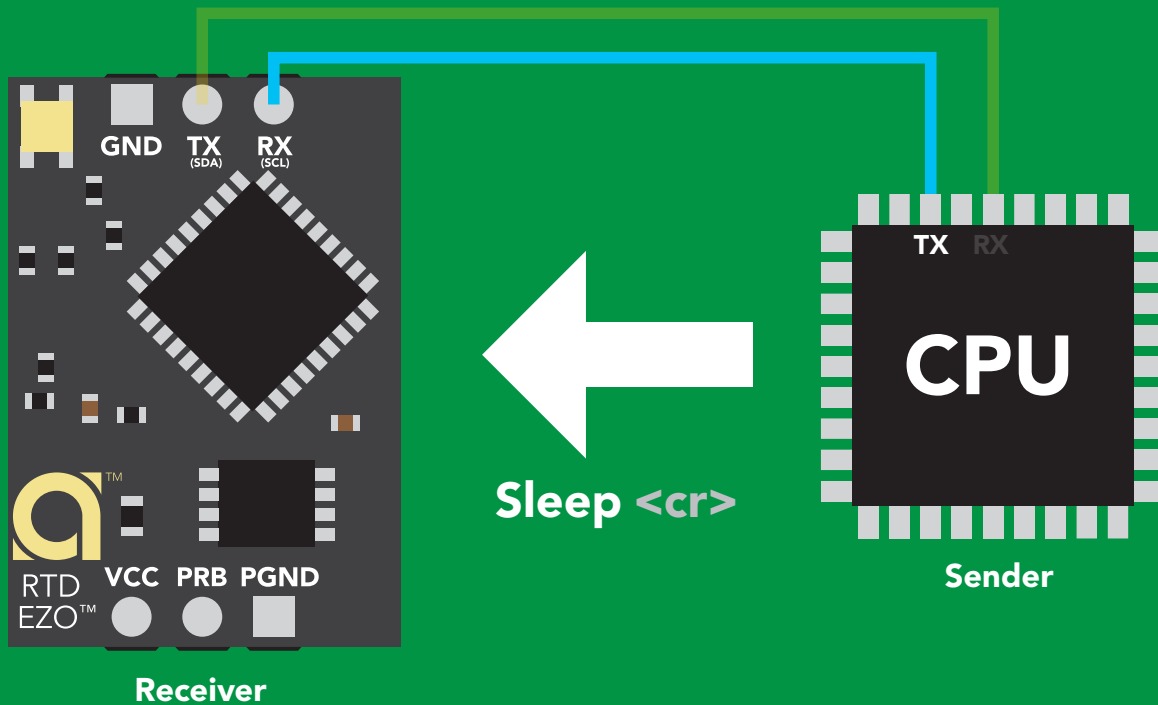 GND TX RX
(SDA) (SCL)
TX RX
CPU
Sleep <cr>
TM
VCC PRB PGND
RTD
EZO™
Sender
Receiver